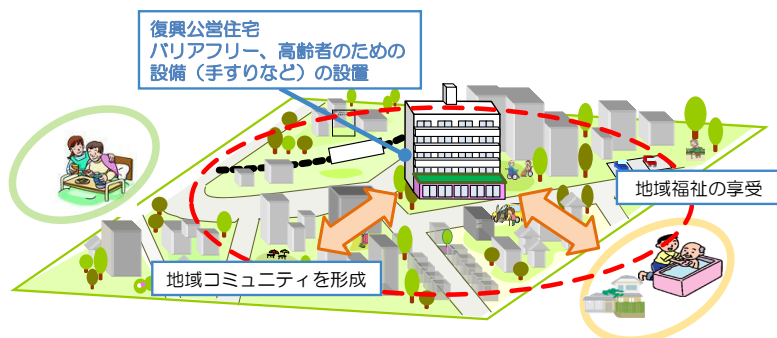 復興公営住宅
バリアフリー、高齢者のための
設備（手すりなど）の設置
地域福祉の享受
地域コミュニティを形成